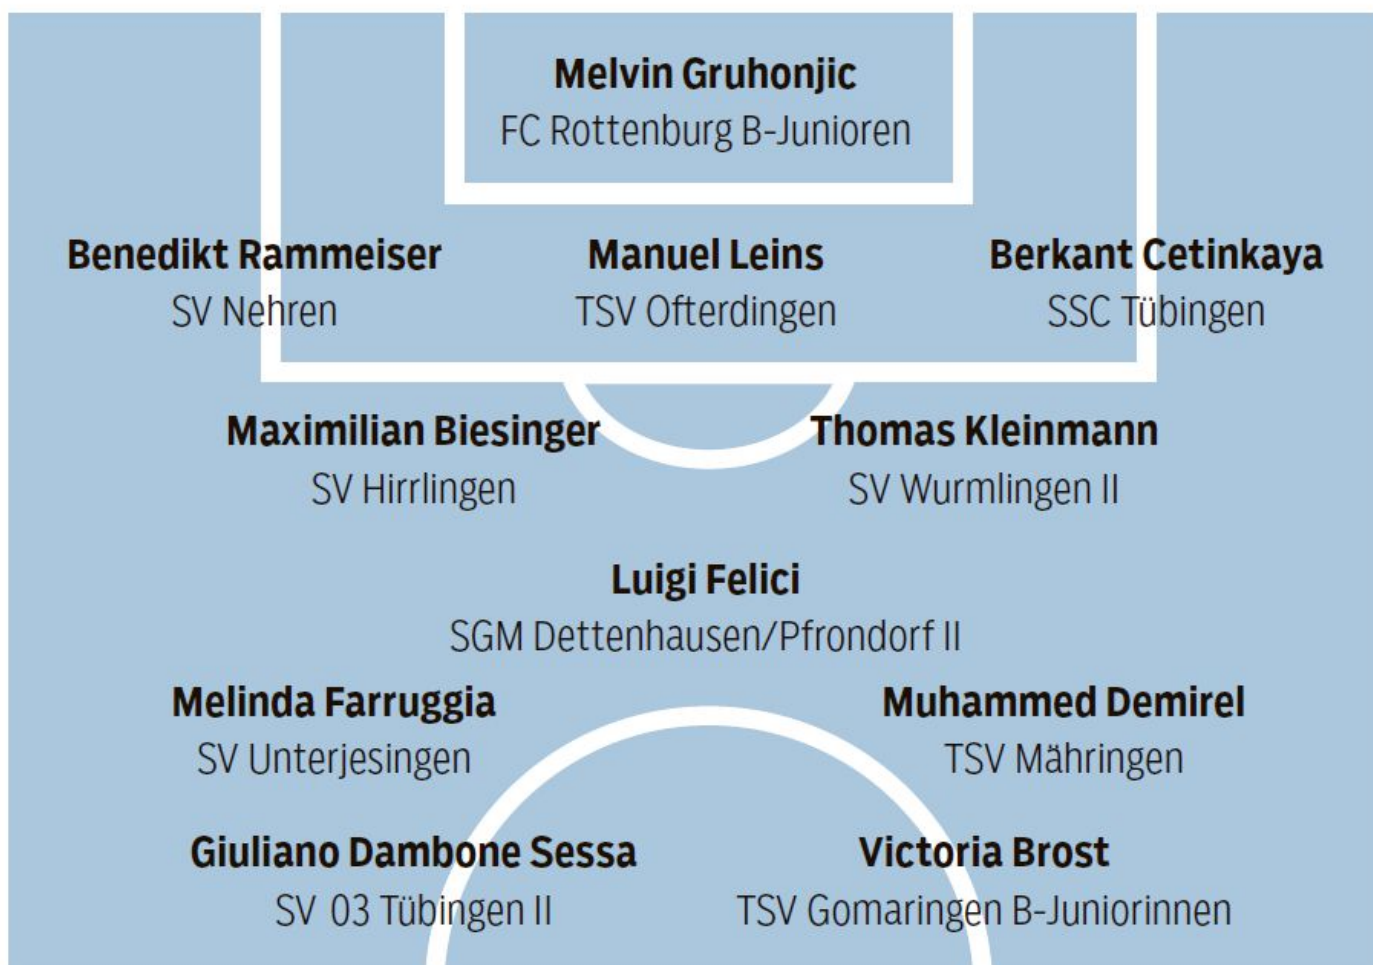 Melvin Gruhonjic
FC Rottenburg B-Junioren
Benedikt Rammeiser
SV Nehren
Manuel Leins
TSV Ofterdingen
Berkant Cetinkaya
SSC Tübingen
Maximilian Biesinger
SV Hirrlingen
Thomas Kleinmann
SV Wurmlingen II
Luigi Felici
SGM Dettenhausen/Pfrondorf II
Melinda Farruggia
SV Unterjesingen
Muhammed Demirel
TSV Mähringen
Giuliano Dambone Sessa
SV 03 Tübingen II
Victoria Brost
TSV Gomaringen B-Juniorinnen